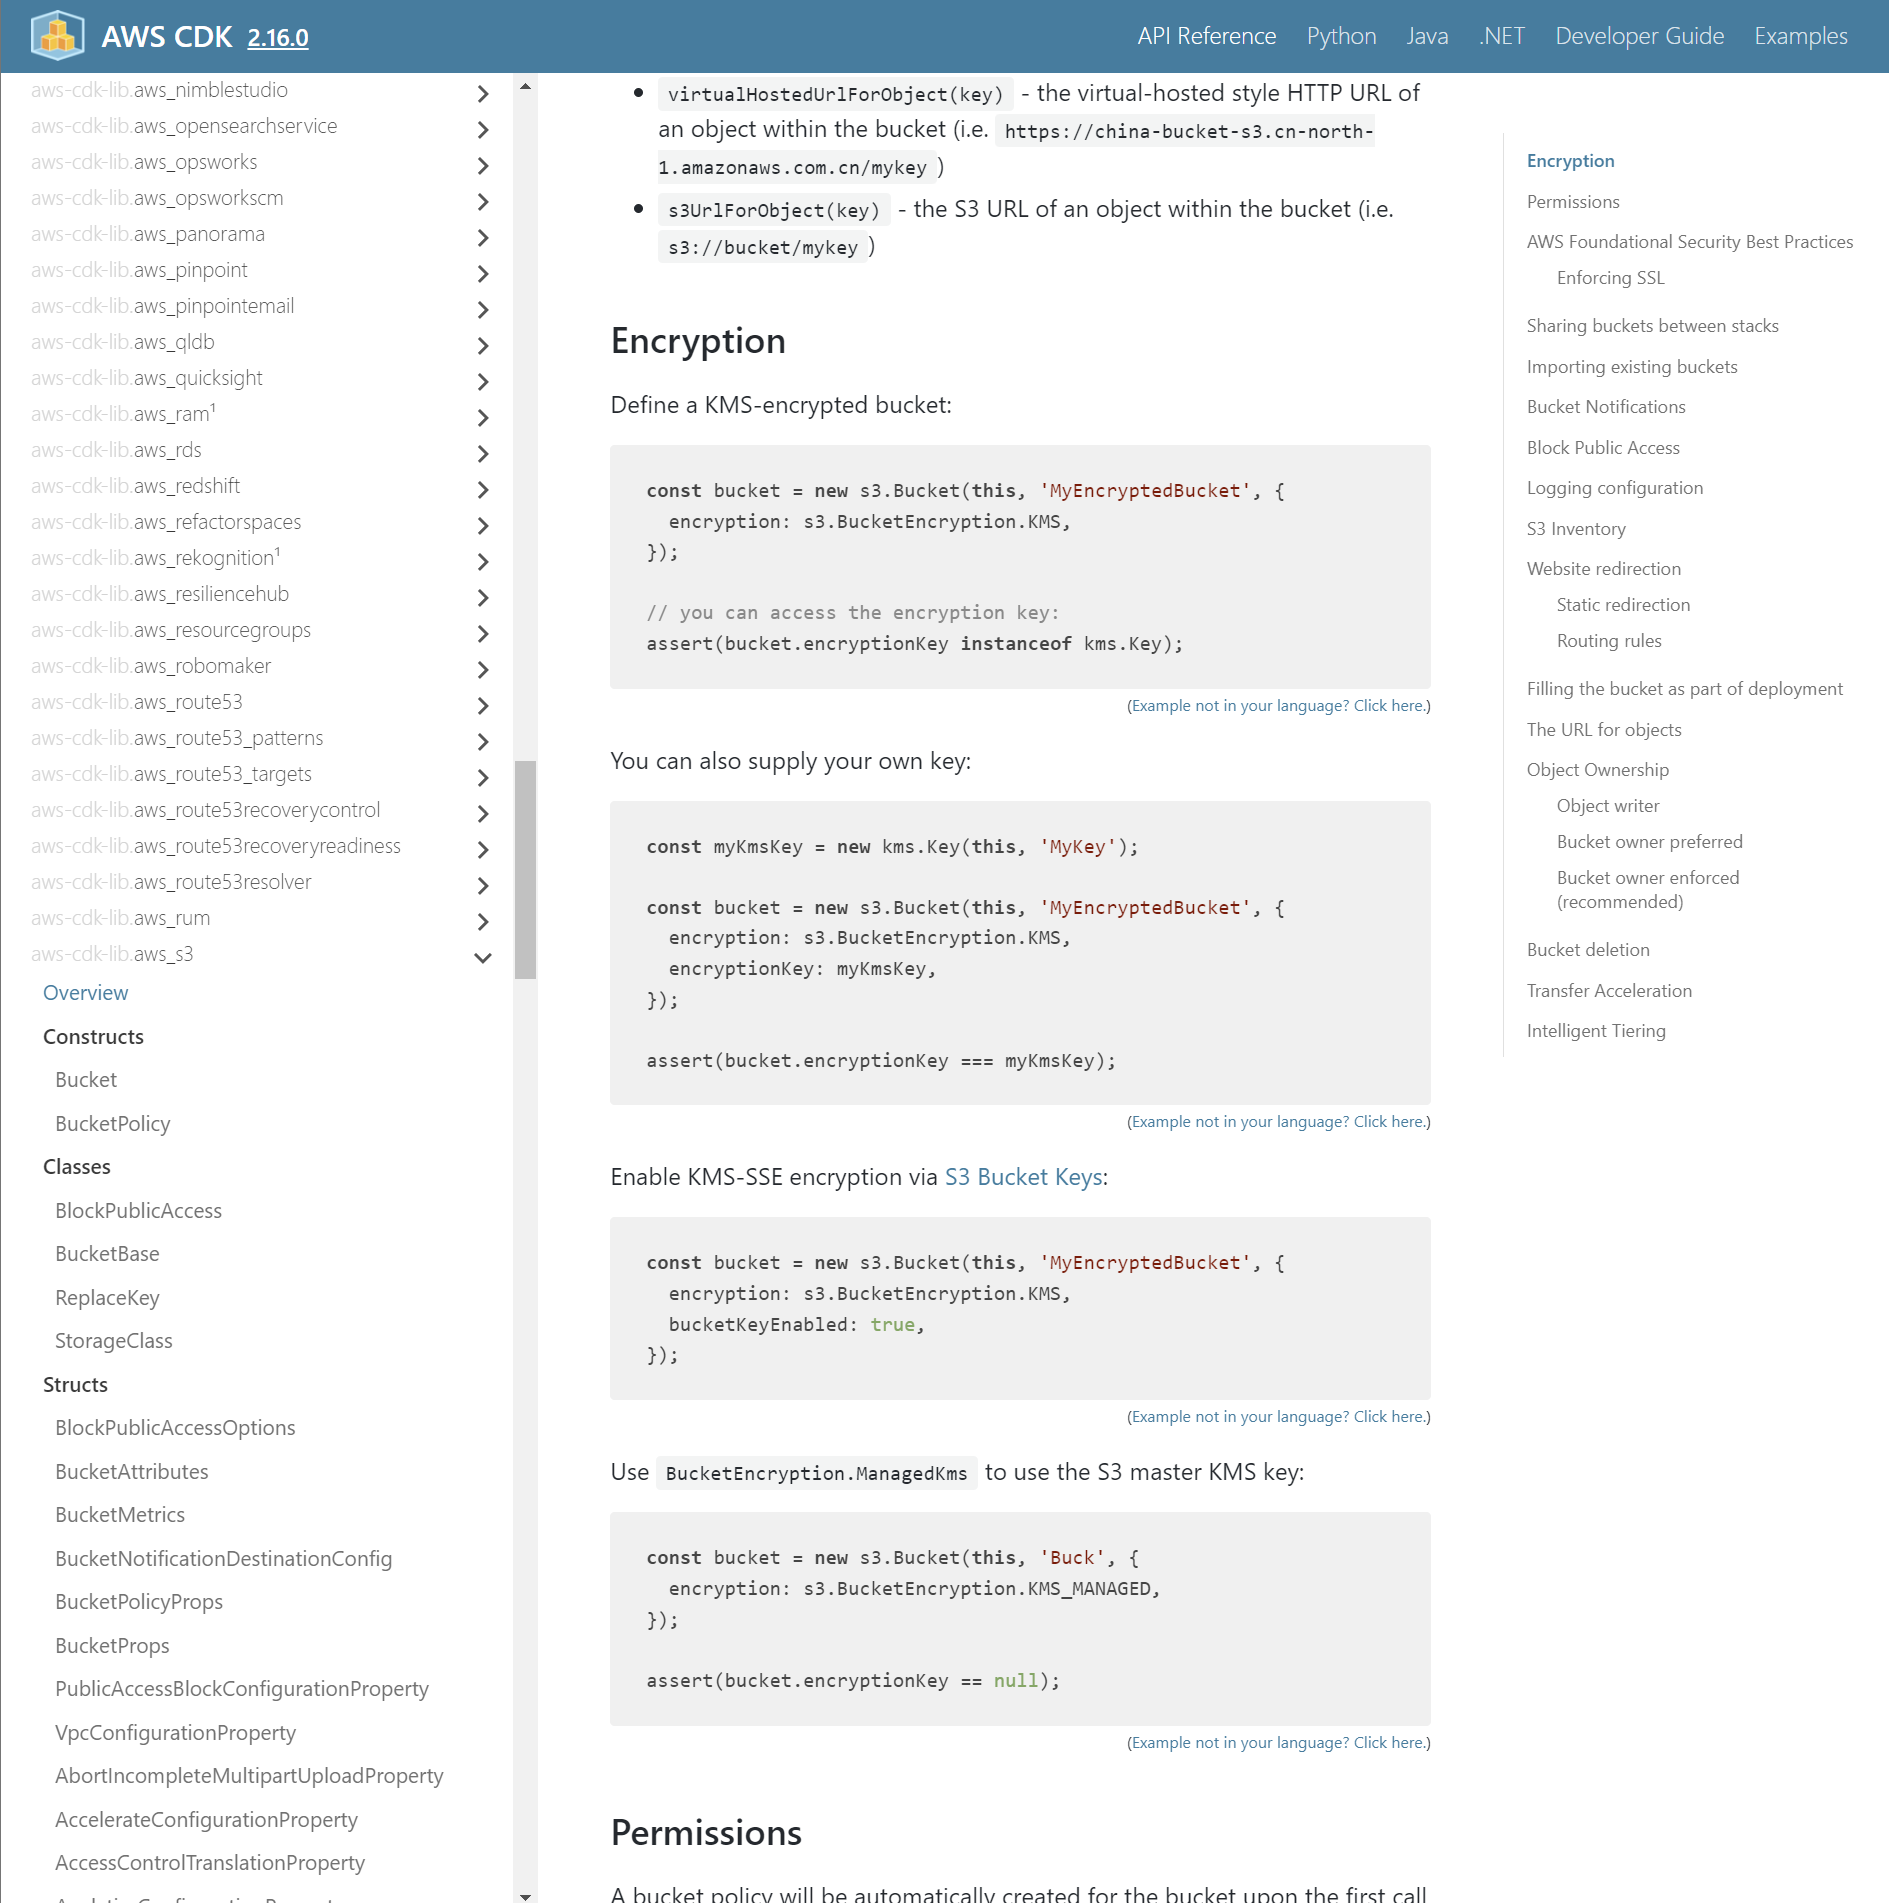 AWS CDK 2.16.0
API Reference Python Java .NET Developer Guide Examples
aws-cdk-lib.aws_nimblestudio
aws-cdk-lib.aws_opensearchservice
aws-cdk-lib.aws_opsworks
aws-cdk-lib.aws_opsworkscm
aws-cdk-lib.aws_panorama
aws-cdk-lib.aws_pinpoint
aws-cdk-lib.aws_pinpointemail
aws-cdk-lib.aws_qldb
aws-cdk-lib.aws_quicksight
aws-cdk-lib.aws_ram¹
aws-cdk-lib.aws_rds
aws-cdk-lib.aws_redshift
aws-cdk-lib.aws_refactorspaces
aws-cdk-lib.aws_rekognition¹
aws-cdk-lib.aws_resiliencehub
aws-cdk-lib.aws_resourcegroups
aws-cdk-lib.aws_robomaker
aws-cdk-lib.aws_route53
aws-cdk-lib.aws_route53_patterns
aws-cdk-lib.aws_route53_targets
aws-cdk-lib.aws_route53recoverycontrol
aws-cdk-lib.aws_route53recoveryreadiness
aws-cdk-lib.aws_route53resolver
aws-cdk-lib.aws_rum
aws-cdk-lib.aws_s3
Overview
Constructs
Bucket
BucketPolicy
Classes
BlockPublicAccess
BucketBase
ReplaceKey
StorageClass
Structs
BlockPublicAccessOptions
BucketAttributes
BucketMetrics
BucketNotificationDestinationConfig
BucketPolicyProps
BucketProps
PublicAccessBlockConfigurationProperty
VpcConfigurationProperty
AbortIncompleteMultipartUploadProperty
AccelerateConfigurationProperty
AccessControlTranslationProperty
• virtualHostedUrlForObject(key) - the virtual-hosted style HTTP URL of
an object within the bucket (i.e. https://china-bucket-s3.cn-north-
1.amazonaws.com.cn/mykey )
• s3UrlForObject(key) - the S3 URL of an object within the bucket (i.e.
s3://bucket/mykey )
Encryption
Define a KMS-encrypted bucket:
const bucket = new s3.Bucket(this, 'MyEncryptedBucket', {
  encryption: s3.BucketEncryption.KMS,
});
// you can access the encryption key:
assert(bucket.encryptionKey instanceof kms.Key);
(Example not in your language? Click here.)
You can also supply your own key:
const myKmsKey = new kms.Key(this, 'MyKey');
const bucket = new s3.Bucket(this, 'MyEncryptedBucket', {
  encryption: s3.BucketEncryption.KMS,
  encryptionKey: myKmsKey,
});
assert(bucket.encryptionKey === myKmsKey);
(Example not in your language? Click here.)
Enable KMS-SSE encryption via S3 Bucket Keys:
const bucket = new s3.Bucket(this, 'MyEncryptedBucket', {
  encryption: s3.BucketEncryption.KMS,
  bucketKeyEnabled: true,
});
(Example not in your language? Click here.)
Use BucketEncryption.ManagedKms to use the S3 master KMS key:
const bucket = new s3.Bucket(this, 'Buck', {
  encryption: s3.BucketEncryption.KMS_MANAGED,
});
assert(bucket.encryptionKey == null);
(Example not in your language? Click here.)
Permissions
A bucket policy will be automatically created for the bucket upon the first call
Encryption
Permissions
AWS Foundational Security Best Practices
Enforcing SSL
Sharing buckets between stacks
Importing existing buckets
Bucket Notifications
Block Public Access
Logging configuration
S3 Inventory
Website redirection
Static redirection
Routing rules
Filling the bucket as part of deployment
The URL for objects
Object Ownership
Object writer
Bucket owner preferred
Bucket owner enforced
(recommended)
Bucket deletion
Transfer Acceleration
Intelligent Tiering